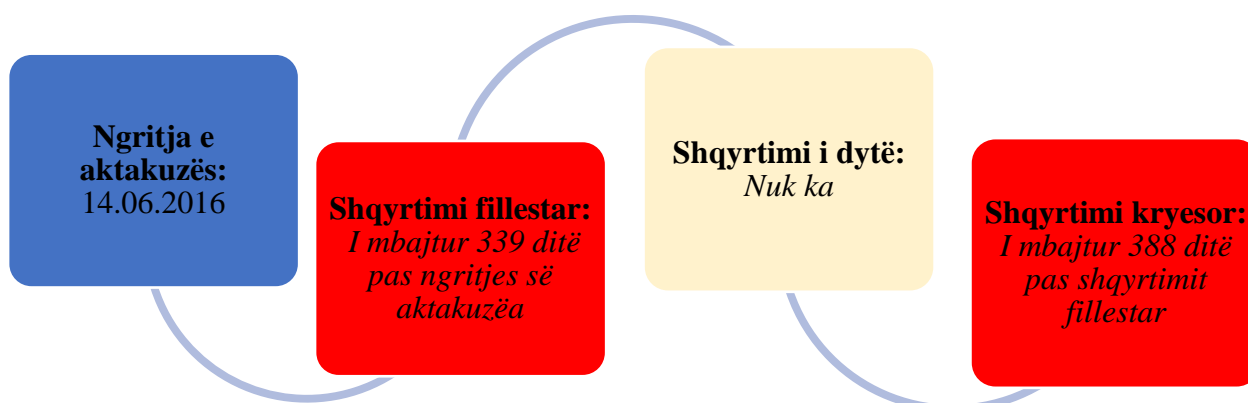 Ngritja e
aktakuzës:
14.06.2016
Shqyrtimi fillestar:
I mbajtur 339 ditë
pas ngritjes së
aktakuzëa
Shqyrtimi i dytë:
Nuk ka
Shqyrtimi kryesor:
I mbajtur 388 ditë
pas shqyrtimit
fillestar